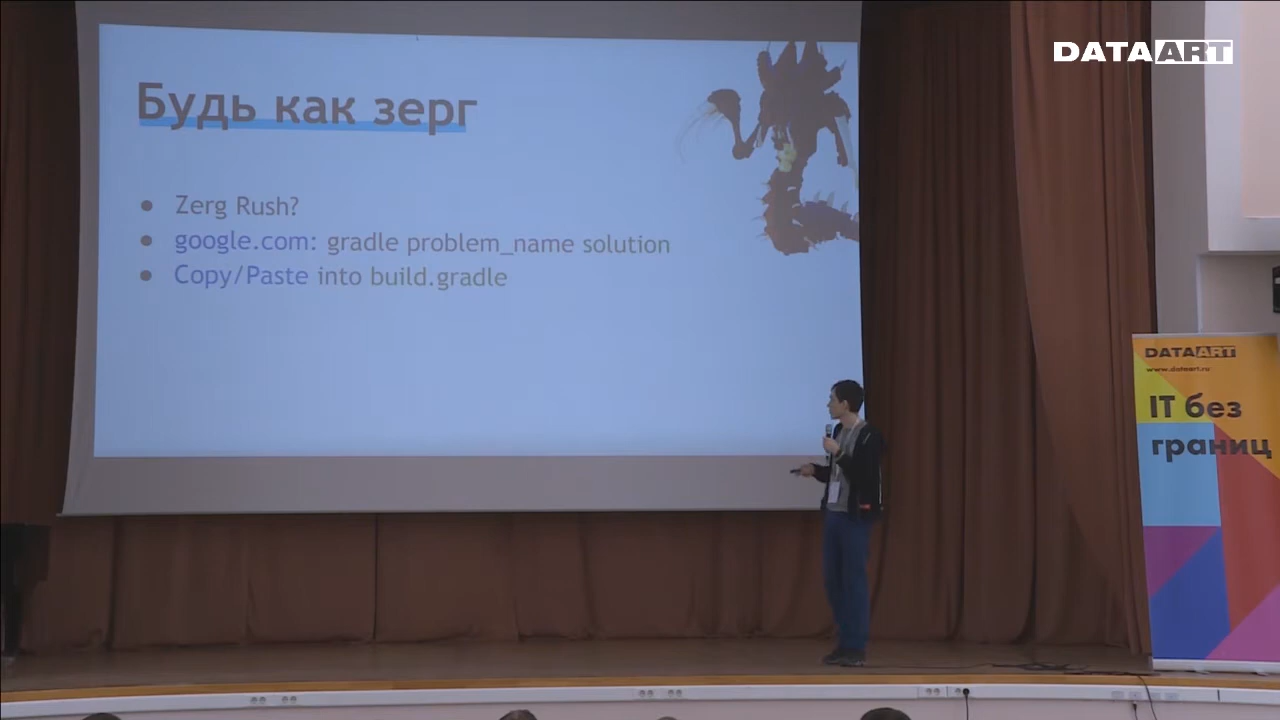 Будь как зерг
Zerg Rush?
google.com: gradle problem_name solution
Copy/Paste into build.gradle
DATAART
DATAART
www.dataart.ru
IT без
границ